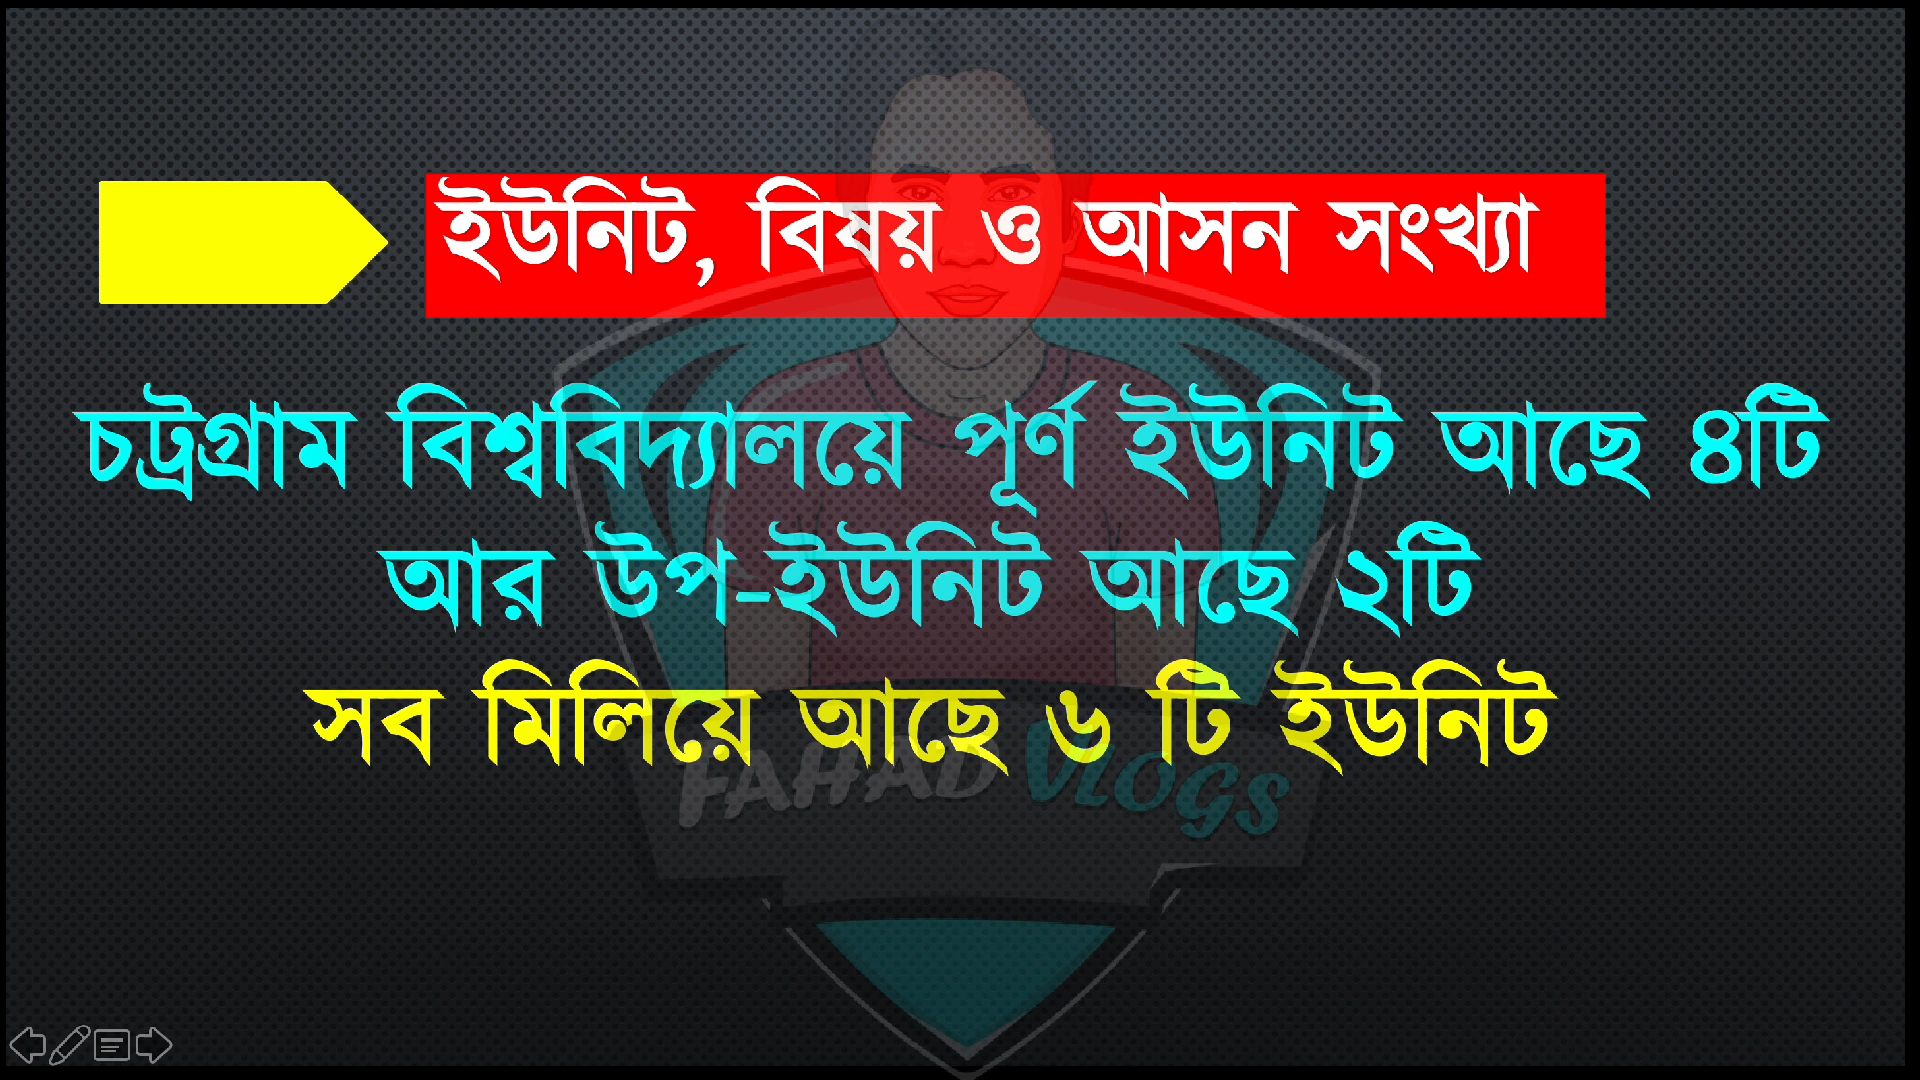 ইউনিট, বিষয় ও আসন সংখ্যা
চট্রগ্রাম বিশ্ববিদ্যালয়ে পূর্ণ ইউনিট আছে ৪টি
আর উপ-ইউনিট আছে ২টি
সব মিলিয়ে আছে ৬ টি ইউনিট
FAHAD VLOGS